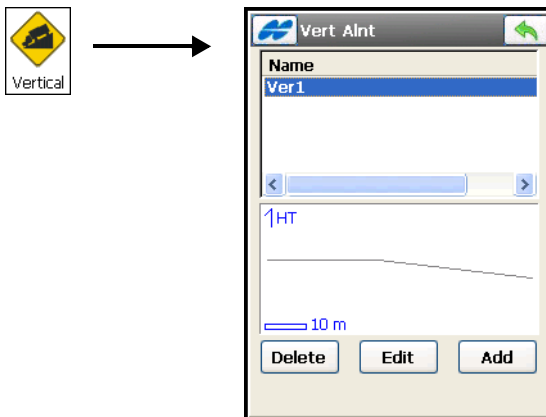 Vertical
Vert Alnt
Name
Ver1
HT
10 m
Delete Edit Add